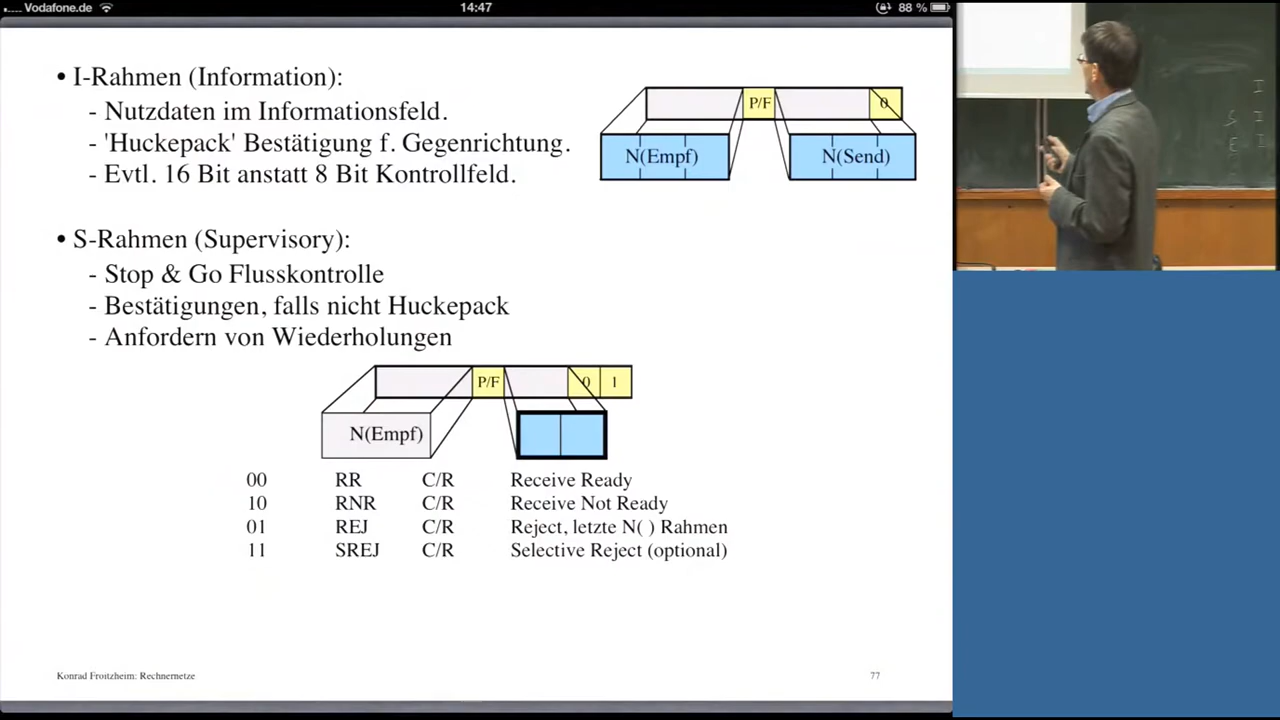 Vodafone.de 14:47 88 %
• I-Rahmen (Information):
- Nutzdaten im Informationsfeld.
- 'Huckepack' Bestätigung f. Gegenrichtung.
- Evtl. 16 Bit anstatt 8 Bit Kontrollfeld.
P/F 0
N(Empf) N(Send)
• S-Rahmen (Supervisory):
- Stop & Go Flusskontrolle
- Bestätigungen, falls nicht Huckepack
- Anfordern von Wiederholungen
P/F 0 1
N(Empf)
00 RR C/R Receive Ready
10 RNR C/R Receive Not Ready
01 REJ C/R Reject, letzte N( ) Rahmen
11 SREJ C/R Selective Reject (optional)
Konrad Froitzheim: Rechnernetze 77